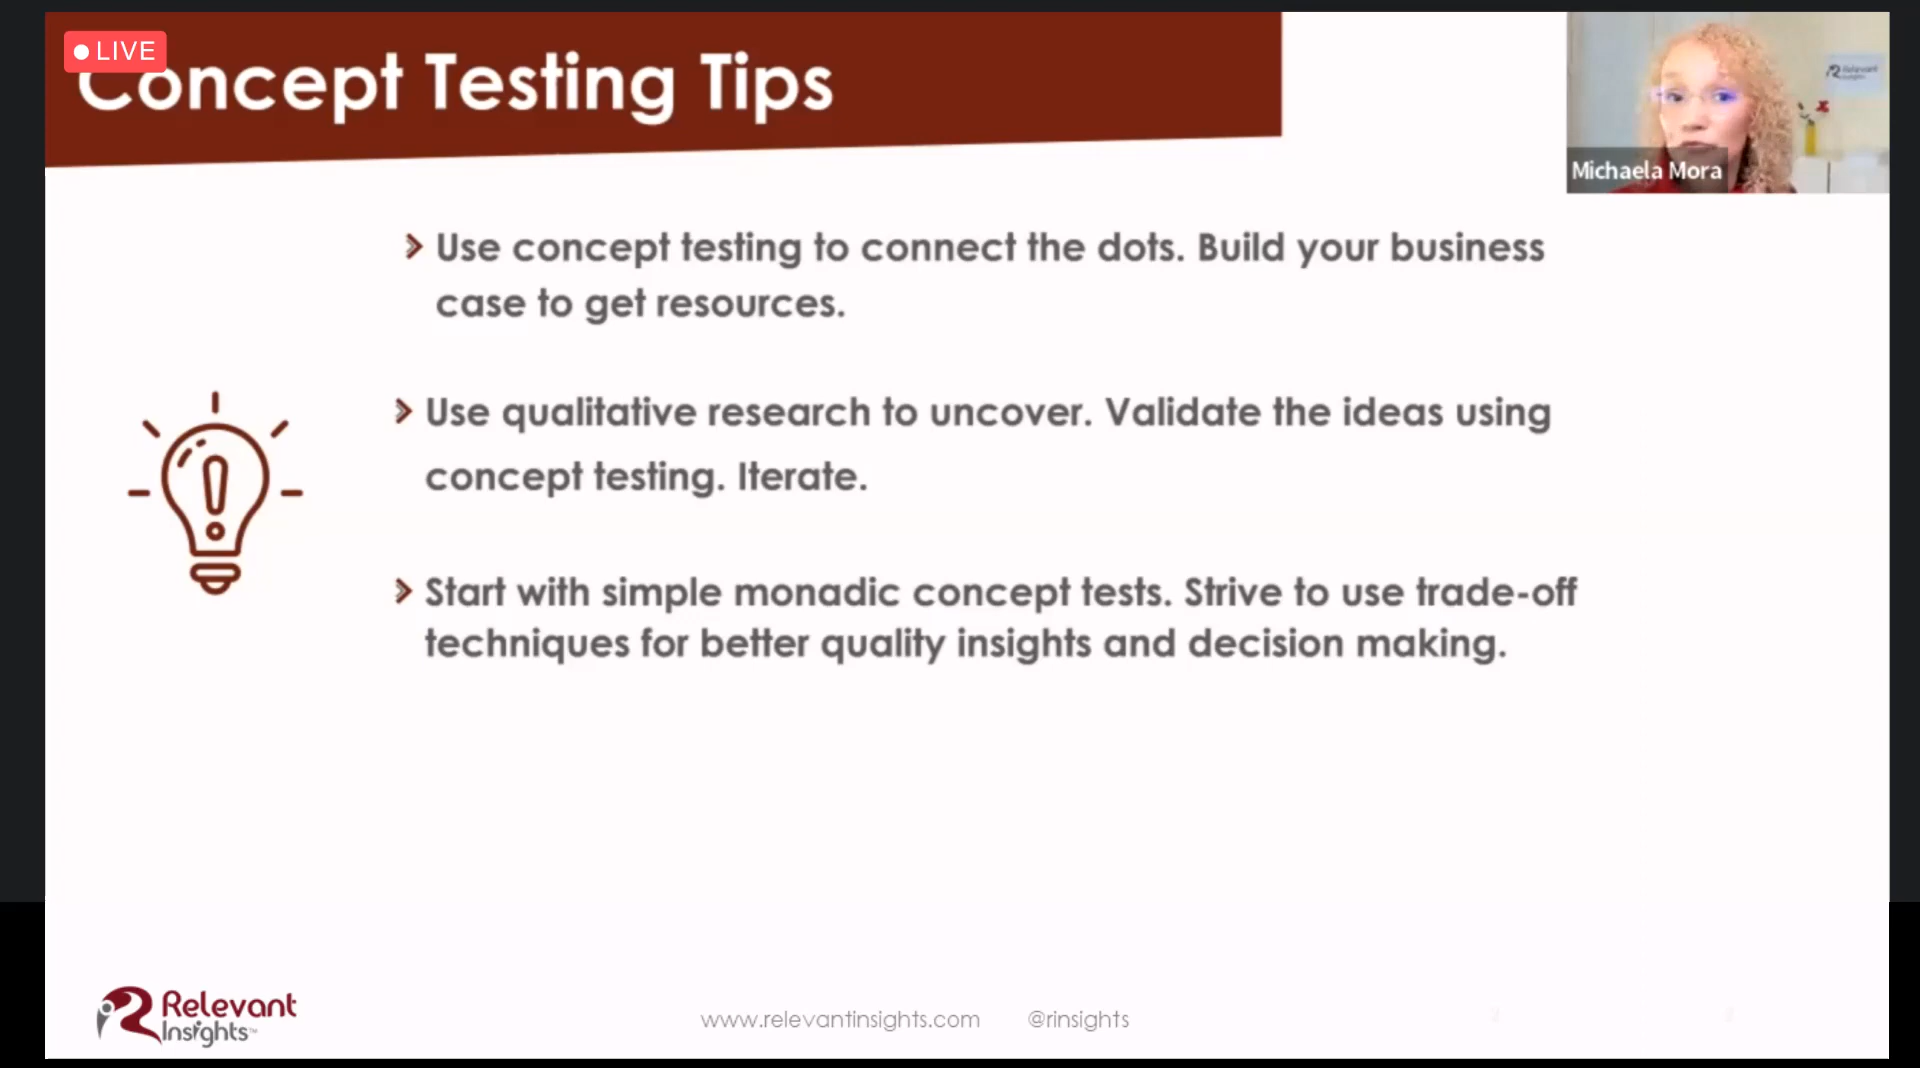 LIVE
Concept Testing Tips
Relevant
Michaela Mora
Use concept testing to connect the dots. Build your business
case to get resources.
Use qualitative research to uncover. Validate the ideas using
concept testing. Iterate.
Start with simple monadic concept tests. Strive to use trade-off
techniques for better quality insights and decision making.
Relevant
Insights™
www.relevantinsights.com @rinsights